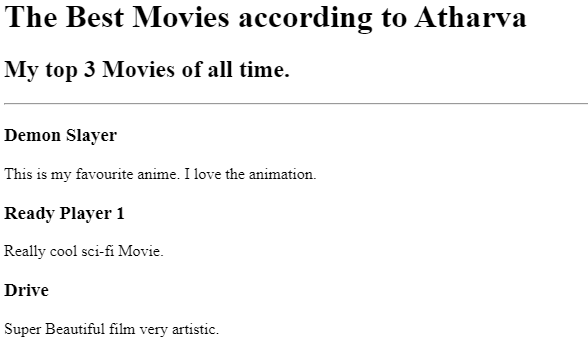 The Best Movies according to Atharva
My top 3 Movies of all time.
Demon Slayer
This is my favourite anime. I love the animation.
Ready Player 1
Really cool sci-fi Movie.
Drive
Super Beautiful film very artistic.